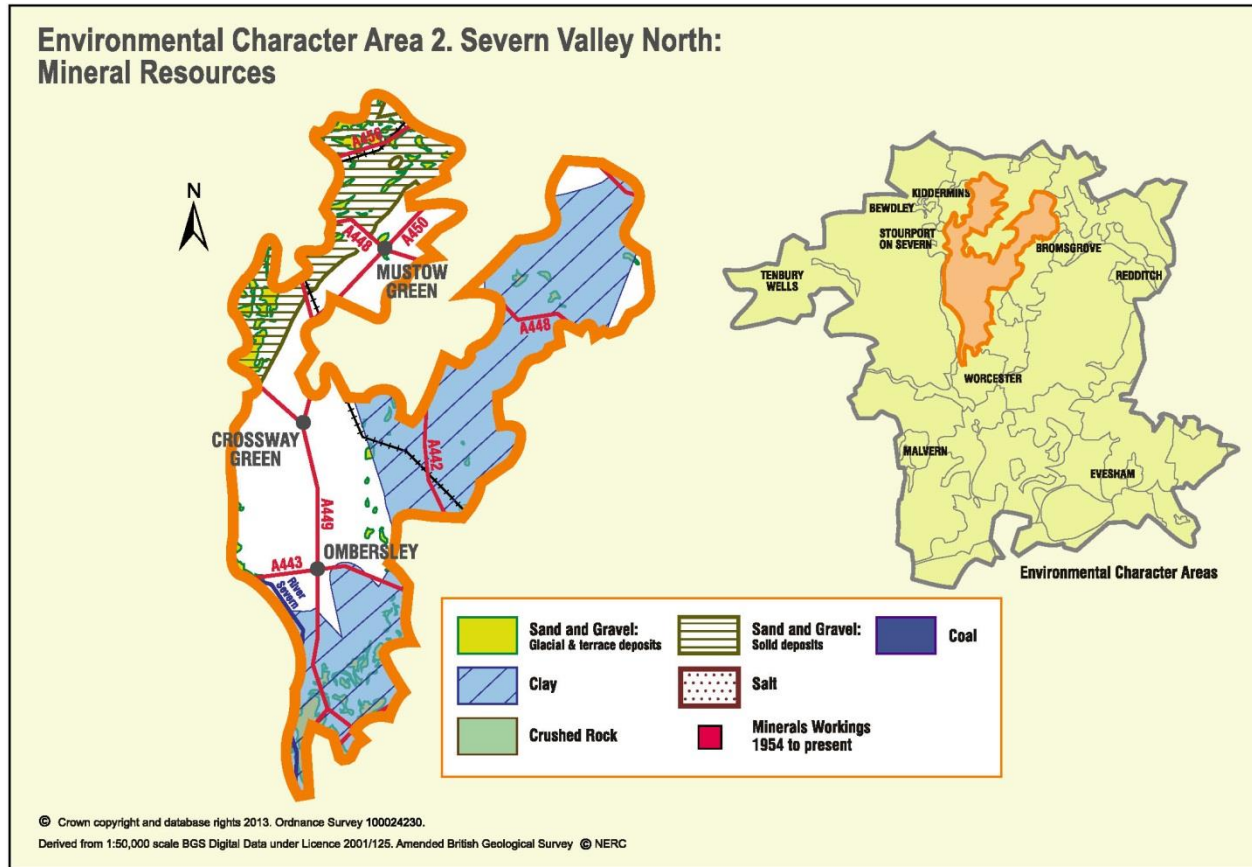 Environmental Character Area 2. Severn Valley North:
Mineral Resources
N
A450
A448
A450
MUSTOW
GREEN
A448
CROSSWAY
GREEN
A442
A449
A443
OMBERSLEY
River
Severn
KIDDERMINS
BEWDLEY
STOURPORT
ON SEVERN
BROMSGROVE
TENBURY
WELLS
REDDITCH
WORCESTER
MALVERN
EVESHAM
Environmental Character Areas
Sand and Gravel:
Glacial & terrace deposits
Sand and Gravel:
Solid deposits
Coal
Clay
Salt
Crushed Rock
Minerals Workings
1954 to present
© Crown copyright and database rights 2013. Ordnance Survey 100024230.
Derived from 1:50,000 scale BGS Digital Data under Licence 2001/125. Amended British Geological Survey © NERC